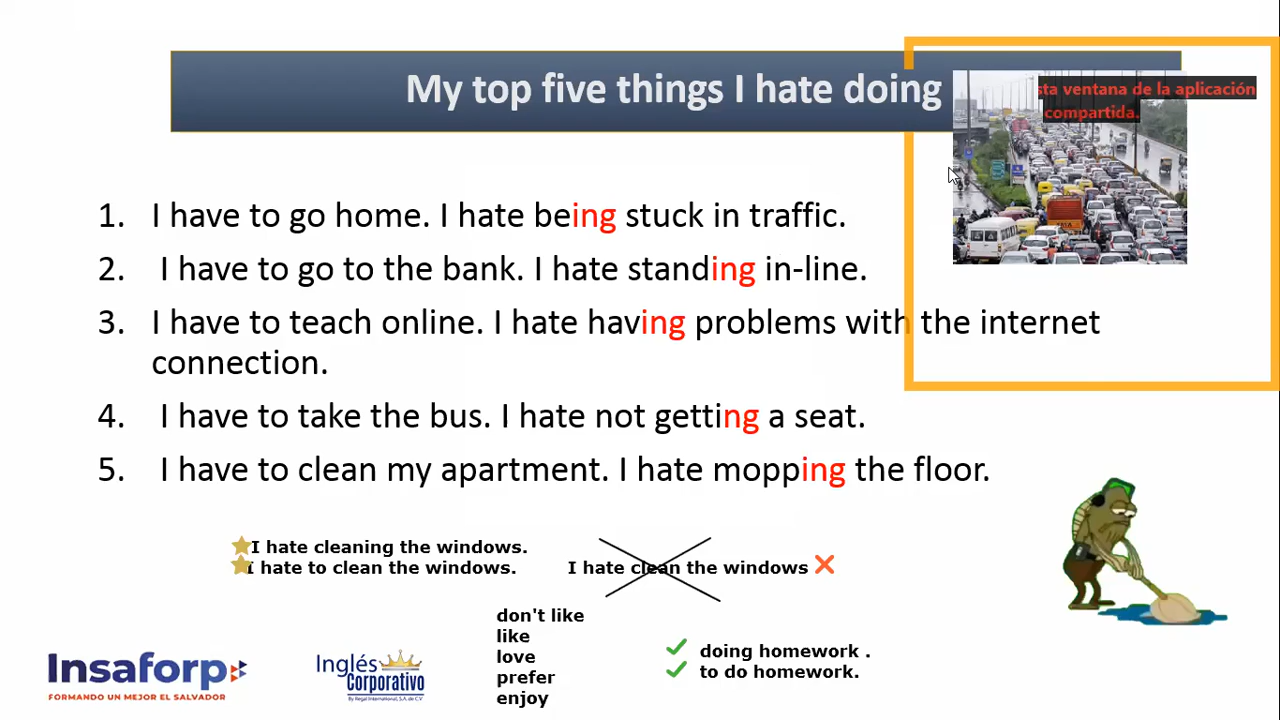 My top five things I hate doing
sta ventana de la aplicación
compartida.
1. I have to go home. I hate being stuck in traffic.
2. I have to go to the bank. I hate standing in-line.
3. I have to teach online. I hate having problems with the internet
connection.
4. I have to take the bus. I hate not getting a seat.
5. I have to clean my apartment. I hate mopping the floor.
I hate cleaning the windows.
I hate to clean the windows.
I hate clean the windows
don't like
like
love
prefer
enjoy
doing homework .
to do homework.
Insaforp
FORMANDO UN MEJOR EL SALVADOR
Inglés
Corporativo
By Regal International, S.A. de C.V